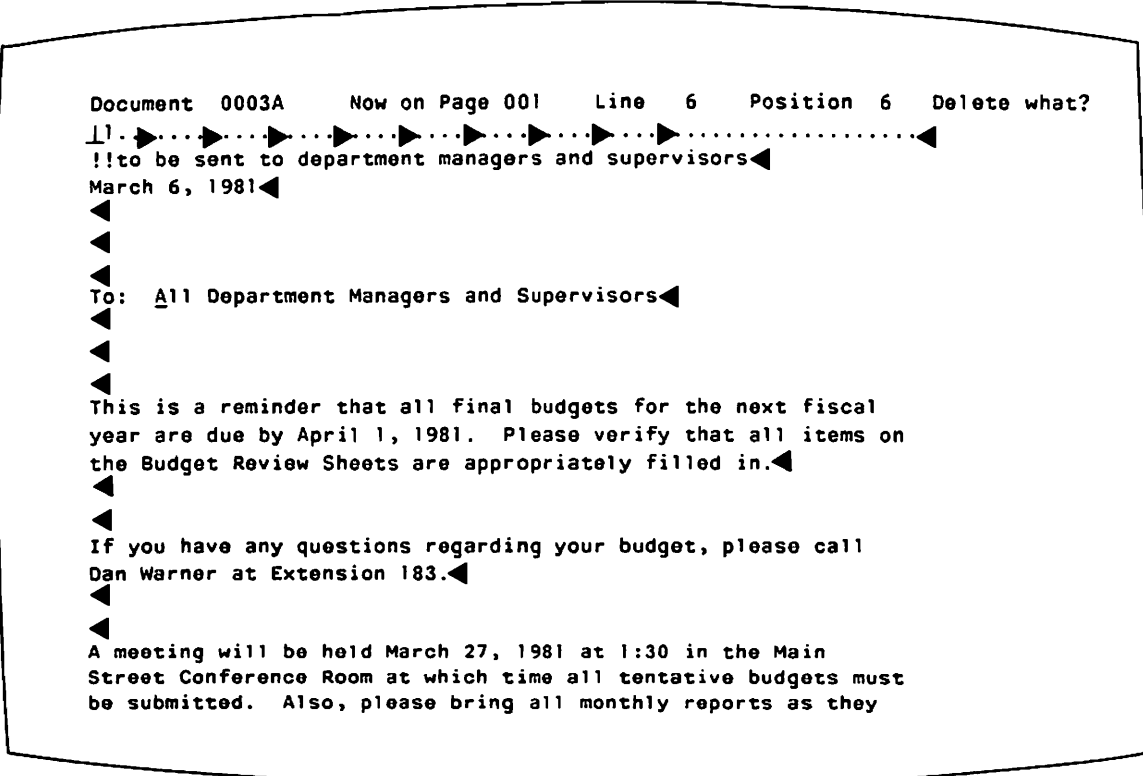 Document  0003A     Now on Page 001    Line   6    Position  6   Delete what?
⊥1..▶....▶....▶....▶....▶....▶....▶....▶....▶..................◀
!!to be sent to department managers and supervisors◀
March 6, 1981◀
◀
◀
◀
To:  All Department Managers and Supervisors◀
◀
◀
◀
This is a reminder that all final budgets for the next fiscal
year are due by April 1, 1981.  Please verify that all items on
the Budget Review Sheets are appropriately filled in.◀
◀
◀
If you have any questions regarding your budget, please call
Dan Warner at Extension 183.◀
◀
◀
A meeting will be held March 27, 1981 at 1:30 in the Main
Street Conference Room at which time all tentative budgets must
be submitted.  Also, please bring all monthly reports as they